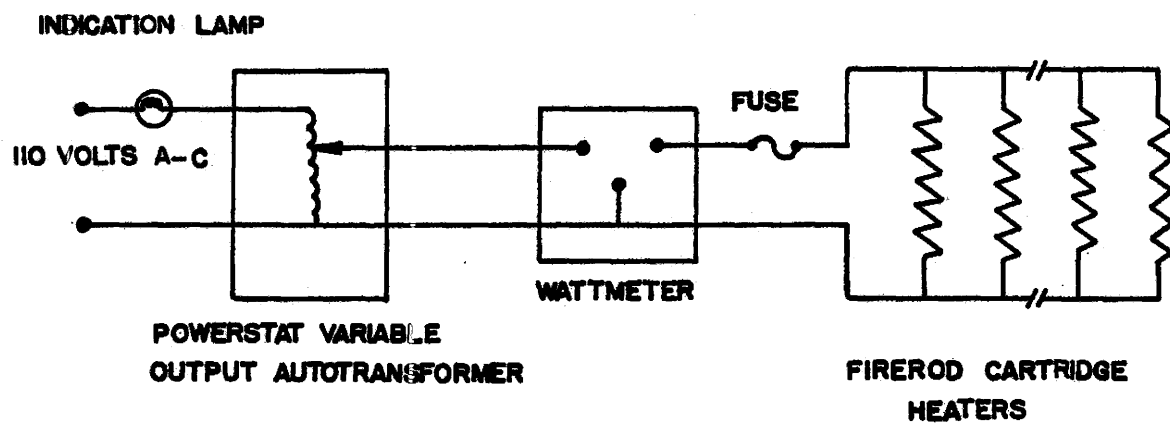 INDICATION LAMP
FUSE
110 VOLTS A-C
WATTMETER
POWERSTAT VARIABLE
OUTPUT AUTOTRANSFORMER
FIREROD CARTRIDGE
HEATERS